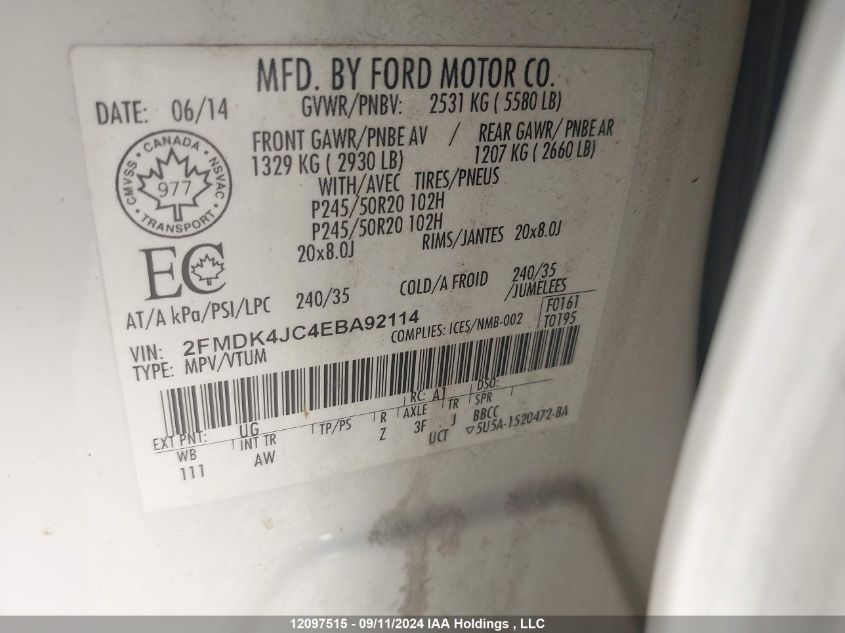 MFD. BY FORD MOTOR CO.
DATE: 06/14 GVWR/PNBV: 2531 KG ( 5580 LB)
FRONT GAWR/PNBE AV / REAR GAWR/ PNBE AR
1329 KG ( 2930 LB) 1207 KG ( 2660 LB)
WITH/AVEC TIRES/PNEUS
P245/50R20 102H
P245/50R20 102H
20x8.0J RIMS/JANTES 20x8.0J
CANADA
CMVSS 977 NSVAC
TRANSPORT
EC
AT/A kPa/PSI/LPC 240/35 COLD/A FROID 240/35
/JUMELEES
VIN: 2FMDK4JC4EBA92114 COMPLIES: ICES/NMB-002 F0161
TYPE: MPV/VTUM T0195
EXT PNT: UG RC: A1 DSO:
WB INT TR TP/PS R AXLE TR SPR
111 AW Z 3F J BBCC
UCT ▽5U5A-1520472-BA
12097515 - 09/11/2024 IAA Holdings , LLC